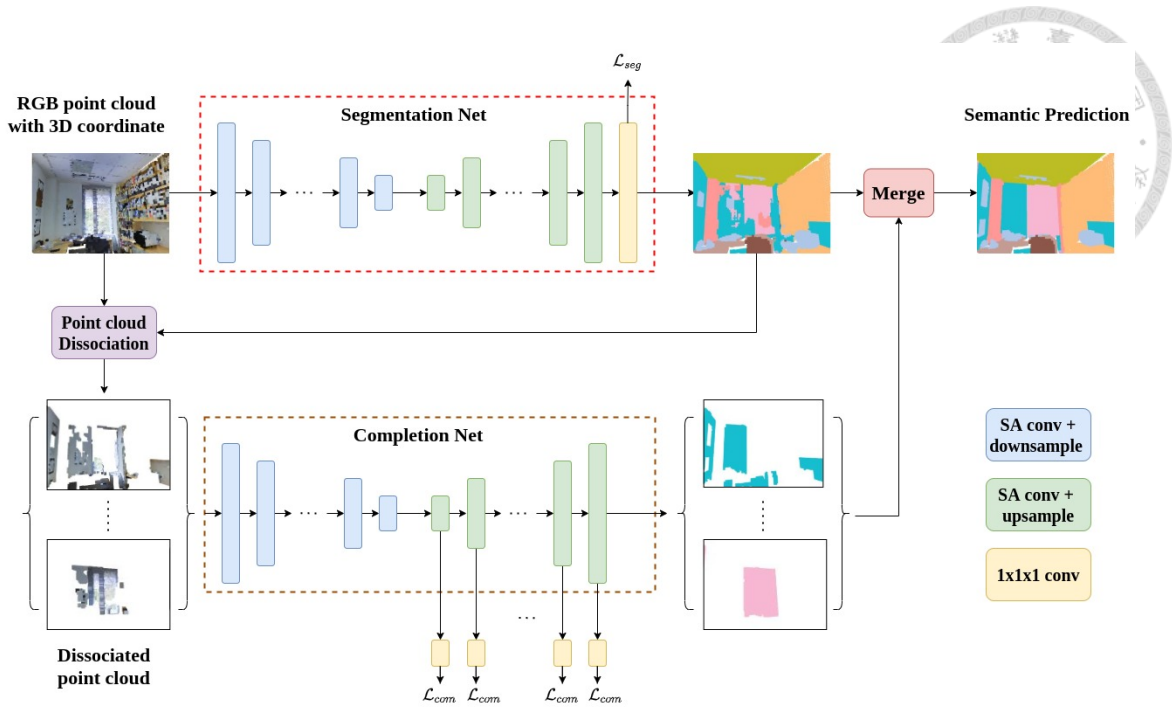 ℒseg
RGB point cloud
with 3D coordinate
Segmentation Net
Semantic Prediction
Merge
Point cloud
Dissociation
Completion Net
SA conv +
downsample
SA conv +
upsample
1x1x1 conv
Dissociated
point cloud
ℒcom ℒcom ℒcom ℒcom